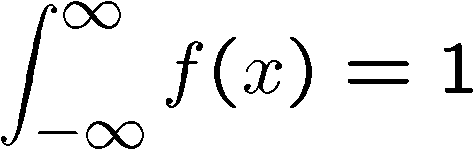 ∫_{-∞}^{∞} f(x) = 1